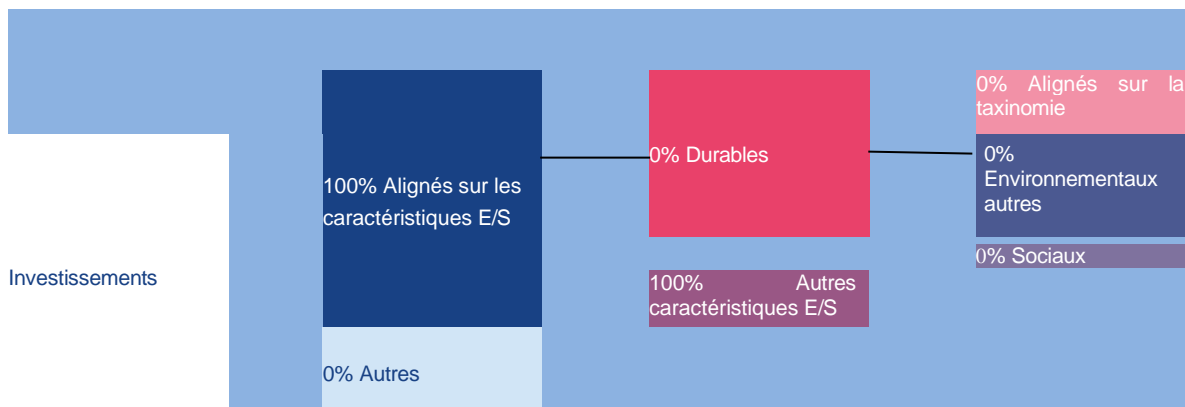 Investissements
100% Alignés sur les
caractéristiques E/S
0% Autres
0% Durables
100% Autres
caractéristiques E/S
0% Alignés sur la
taxinomie
0%
Environnementaux
autres
0% Sociaux